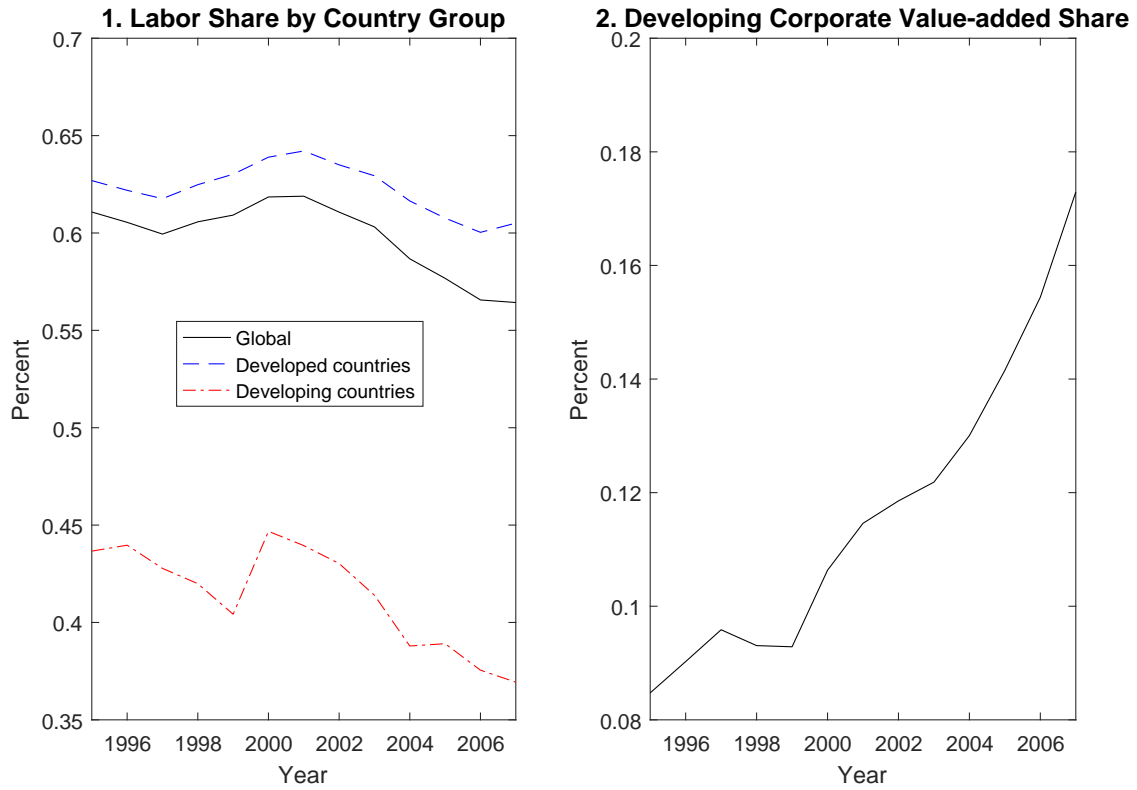 1. Labor Share by Country Group
0.7
0.65
0.6
0.55
0.5
0.45
0.4
0.35
Percent
Global
Developed countries
Developing countries
1996 1998 2000 2002 2004 2006
Year
2. Developing Corporate Value-added Share
0.2
0.18
0.16
0.14
0.12
0.1
0.08
Percent
1996 1998 2000 2002 2004 2006
Year